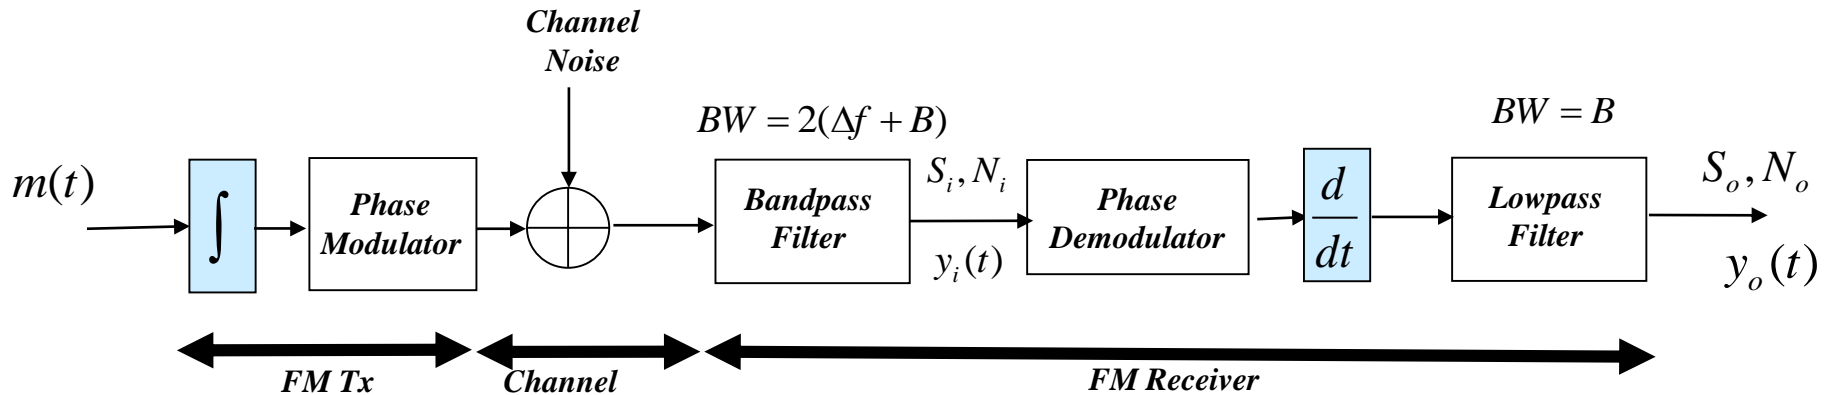 Channel
Noise
BW = 2(Δf + B)
BW = B
m(t)
∫
Phase
Modulator
Bandpass
Filter
S_i, N_i
y_i(t)
Phase
Demodulator
d
dt
Lowpass
Filter
S_o, N_o
y_o(t)
FM Tx
Channel
FM Receiver